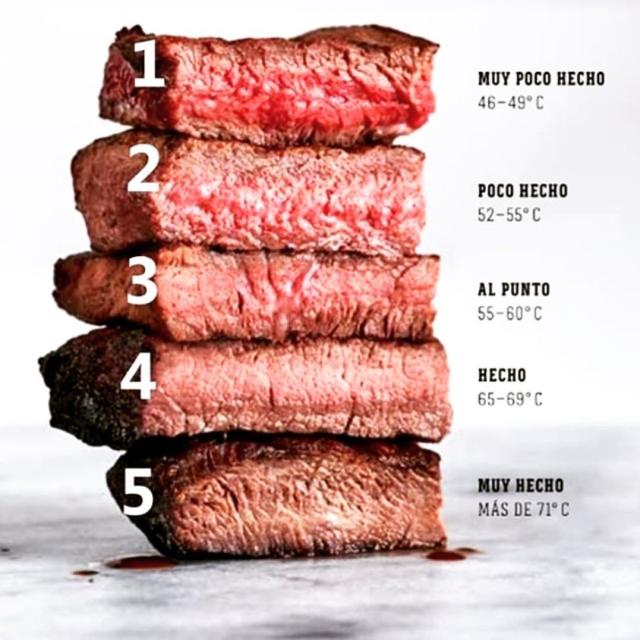 1
MUY POCO HECHO
46–49°C
2
POCO HECHO
52–55°C
3
AL PUNTO
55–60°C
4
HECHO
65–69°C
5
MUY HECHO
MÁS DE 71°C